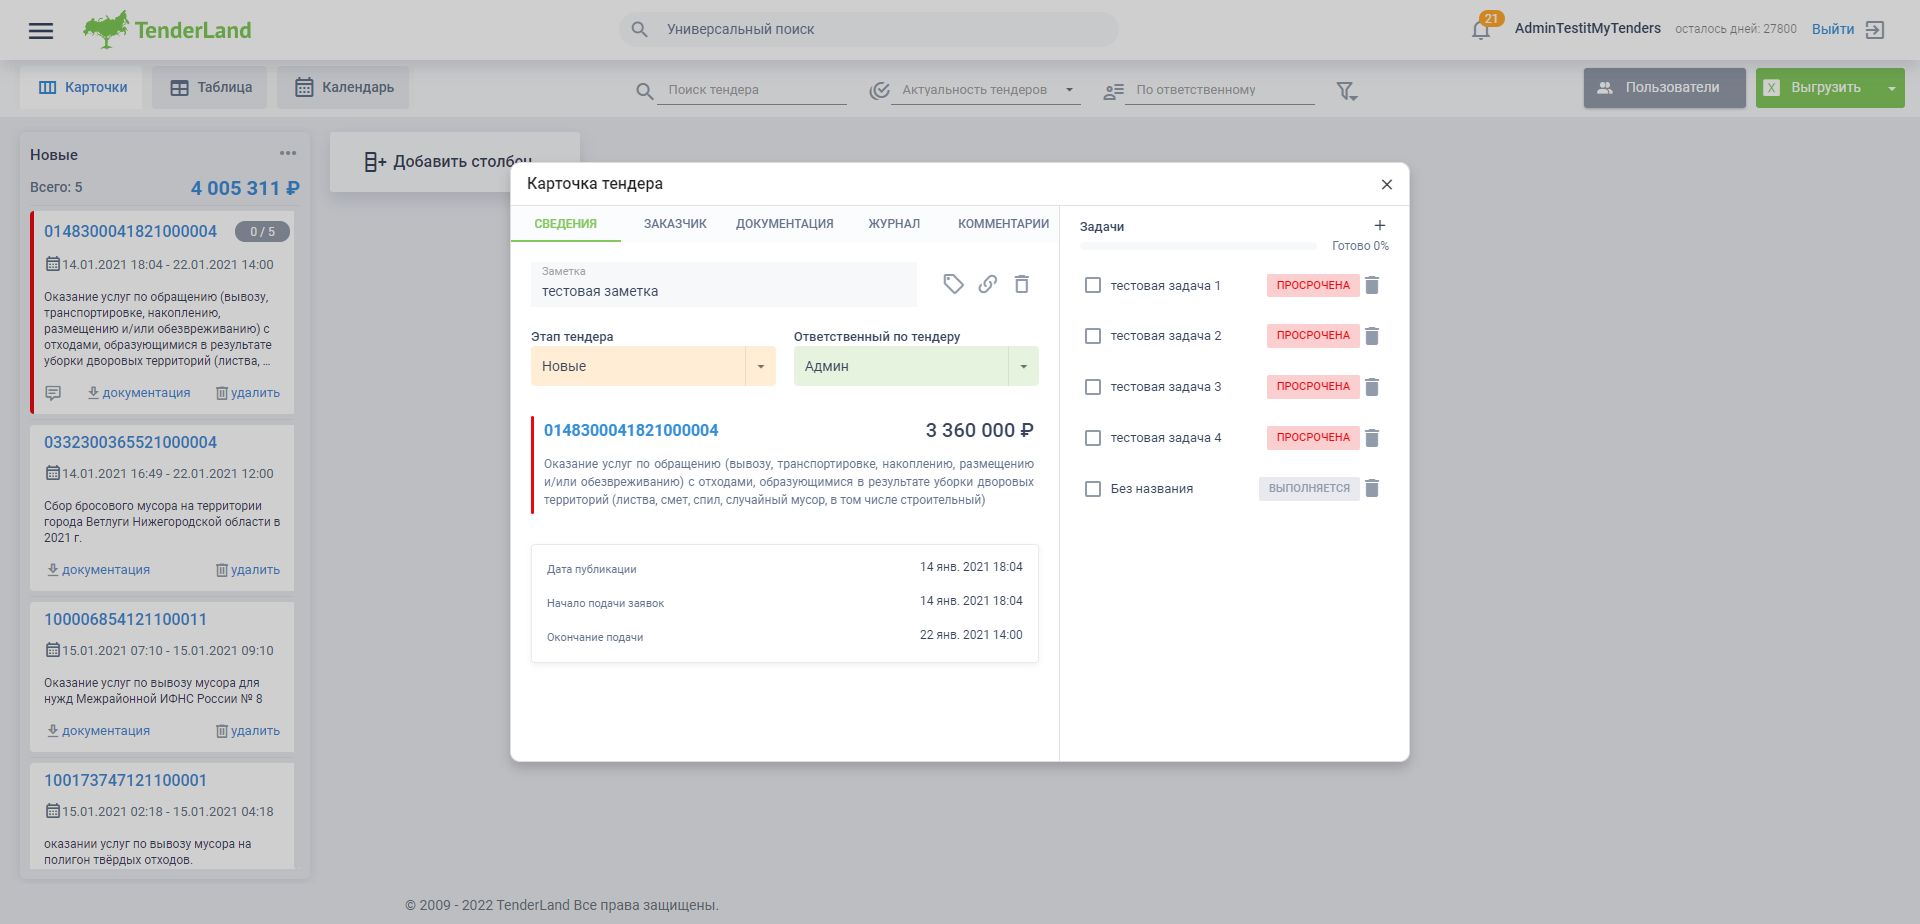 TenderLand
Универсальный поиск
21
AdminTestitMyTenders
осталось дней: 27800
Выйти
Карточки
Таблица
Календарь
Поиск тендера
Актуальность тендеров
По ответственному
Пользователи
X
Выгрузить
Новые
Всего: 5
4 005 311 ₽
0148300041821000004
0 / 5
14.01.2021 18:04 - 22.01.2021 14:00
Оказание услуг по обращению (вывозу,
транспортировке, накоплению,
размещению и/или обезвреживанию) с
отходами, образующимися в результате
уборки дворовых территорий (листва, ...
документация
удалить
0332300365521000004
14.01.2021 16:49 - 22.01.2021 12:00
Сбор бросового мусора на территории
города Ветлуги Нижегородской области в
2021 г.
документация
удалить
100006854121100011
15.01.2021 07:10 - 15.01.2021 09:10
Оказание услуг по вывозу мусора для
нужд Межрайонной ИФНС России № 8
документация
удалить
100173747121100001
15.01.2021 02:18 - 15.01.2021 04:18
оказании услуг по вывозу мусора на
полигон твёрдых отходов.
Добавить столбец
Карточка тендера
СВЕДЕНИЯ
ЗАКАЗЧИК
ДОКУМЕНТАЦИЯ
ЖУРНАЛ
КОММЕНТАРИИ
Заметка
тестовая заметка
Этап тендера
Новые
Ответственный по тендеру
Админ
0148300041821000004
3 360 000 ₽
Оказание услуг по обращению (вывозу, транспортировке, накоплению, размещению
и/или обезвреживанию) с отходами, образующимися в результате уборки дворовых
территорий (листва, смет, спил, случайный мусор, в том числе строительный)
Дата публикации
14 янв. 2021 18:04
Начало подачи заявок
14 янв. 2021 18:04
Окончание подачи
22 янв. 2021 14:00
Задачи
Готово 0%
тестовая задача 1
ПРОСРОЧЕНА
тестовая задача 2
ПРОСРОЧЕНА
тестовая задача 3
ПРОСРОЧЕНА
тестовая задача 4
ПРОСРОЧЕНА
Без названия
ВЫПОЛНЯЕТСЯ
© 2009 - 2022 TenderLand Все права защищены.